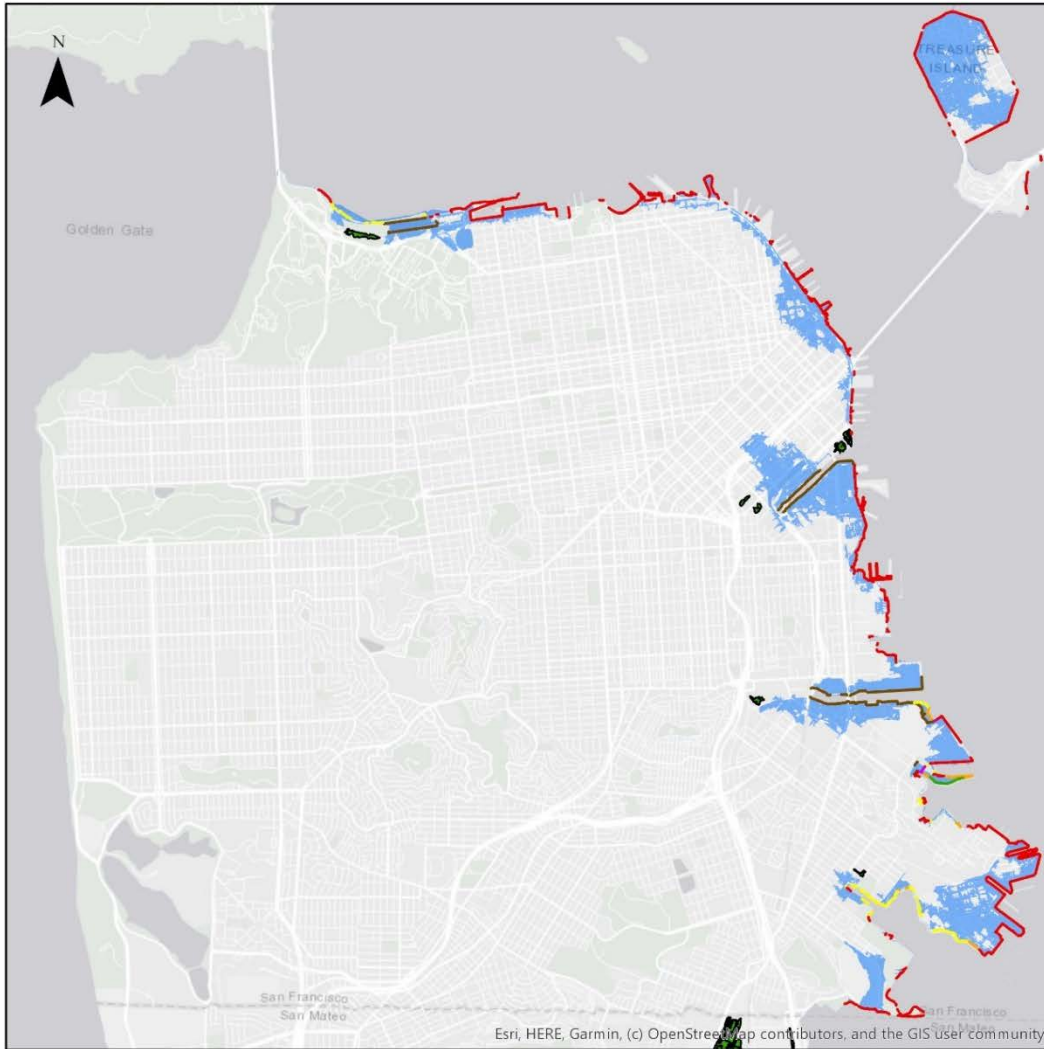 N
TREASURE
ISLAND
Golden Gate
San Francisco
San Mateo
San Francisco
San Mateo
Esri, HERE, Garmin, (c) OpenStreetMap contributors, and the GIS user community